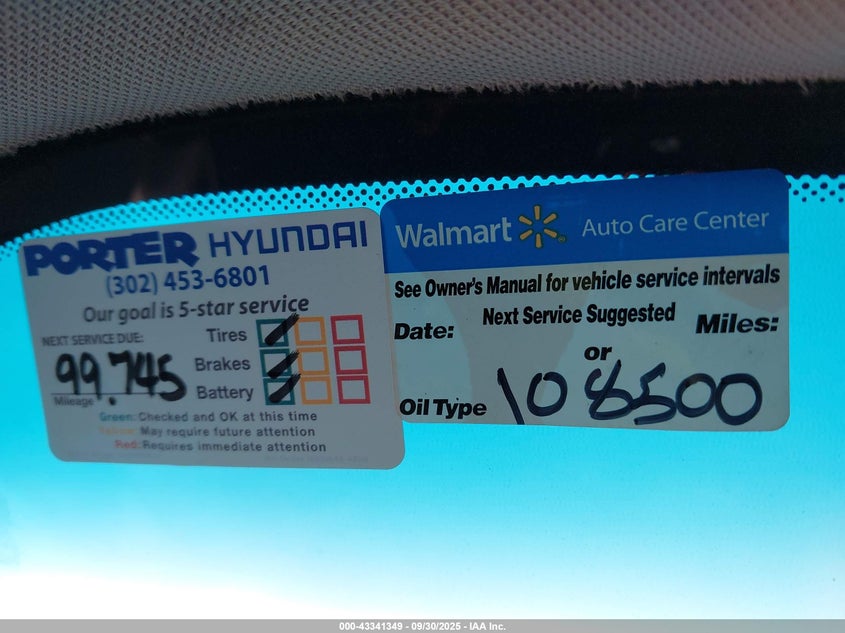 PORTER HYUNDAI
(302) 453-6801
Our goal is 5-star service
NEXT SERVICE DUE:
Tires
99,745
Brakes
Mileage
Battery
Green: Checked and OK at this time
Yellow: May require future attention
Red: Requires immediate attention
Walmart Auto Care Center
See Owner's Manual for vehicle service intervals
Next Service Suggested
Date:
Miles:
or
Oil Type
108500
000-43341349 - 09/30/2025 - IAA Inc.